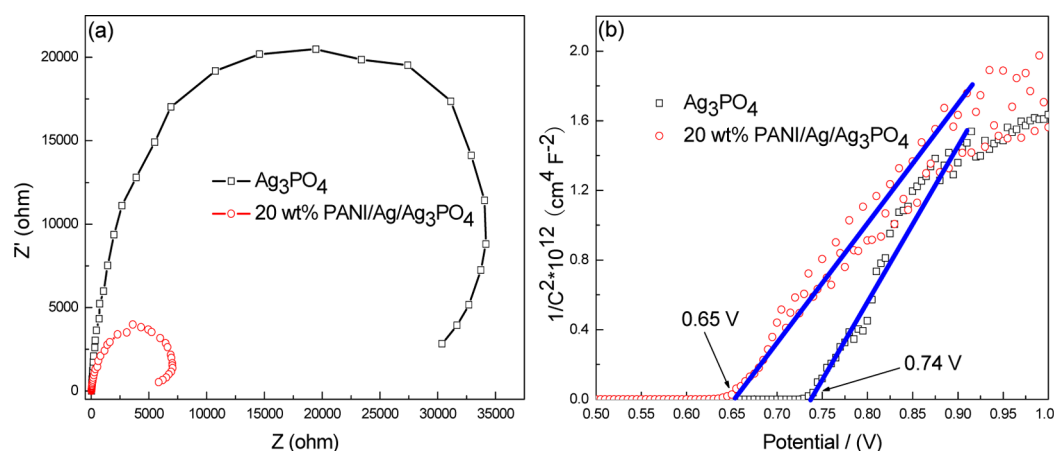 (a)
20000
15000
10000
5000
0
Z' (ohm)
Ag₃PO₄
20 wt% PANI/Ag/Ag₃PO₄
0 5000 10000 15000 20000 25000 30000 35000
Z (ohm)
(b)
2.0
1.6
1.2
0.8
0.4
0.0
1/C²*10¹² (cm⁴ F⁻²)
Ag₃PO₄
20 wt% PANI/Ag/Ag₃PO₄
0.65 V
0.74 V
0.50 0.55 0.60 0.65 0.70 0.75 0.80 0.85 0.90 0.95 1.0
Potential / (V)